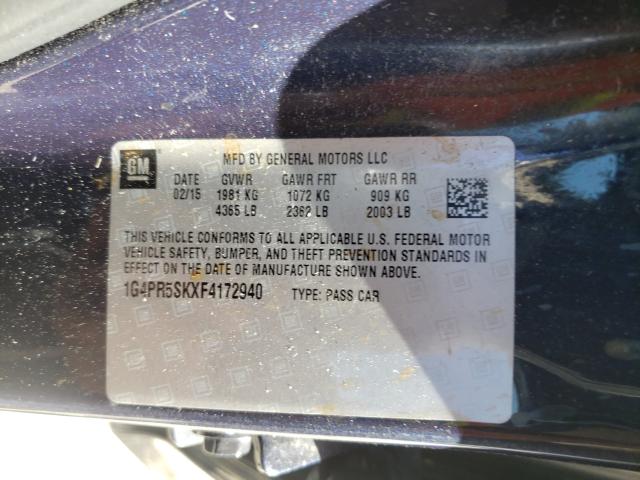 GM
MFD BY GENERAL MOTORS LLC
DATE GVWR GAWR FRT GAWR RR
02/15 1981 KG 1072 KG 909 KG
4365 LB 2363 LB 2003 LB
THIS VEHICLE CONFORMS TO ALL APPLICABLE U.S. FEDERAL MOTOR
VEHICLE SAFETY, BUMPER, AND THEFT PREVENTION STANDARDS IN
EFFECT ON THE DATE OF MANUFACTURE SHOWN ABOVE.
1G4PR5SKXF4172940 TYPE: PASS CAR